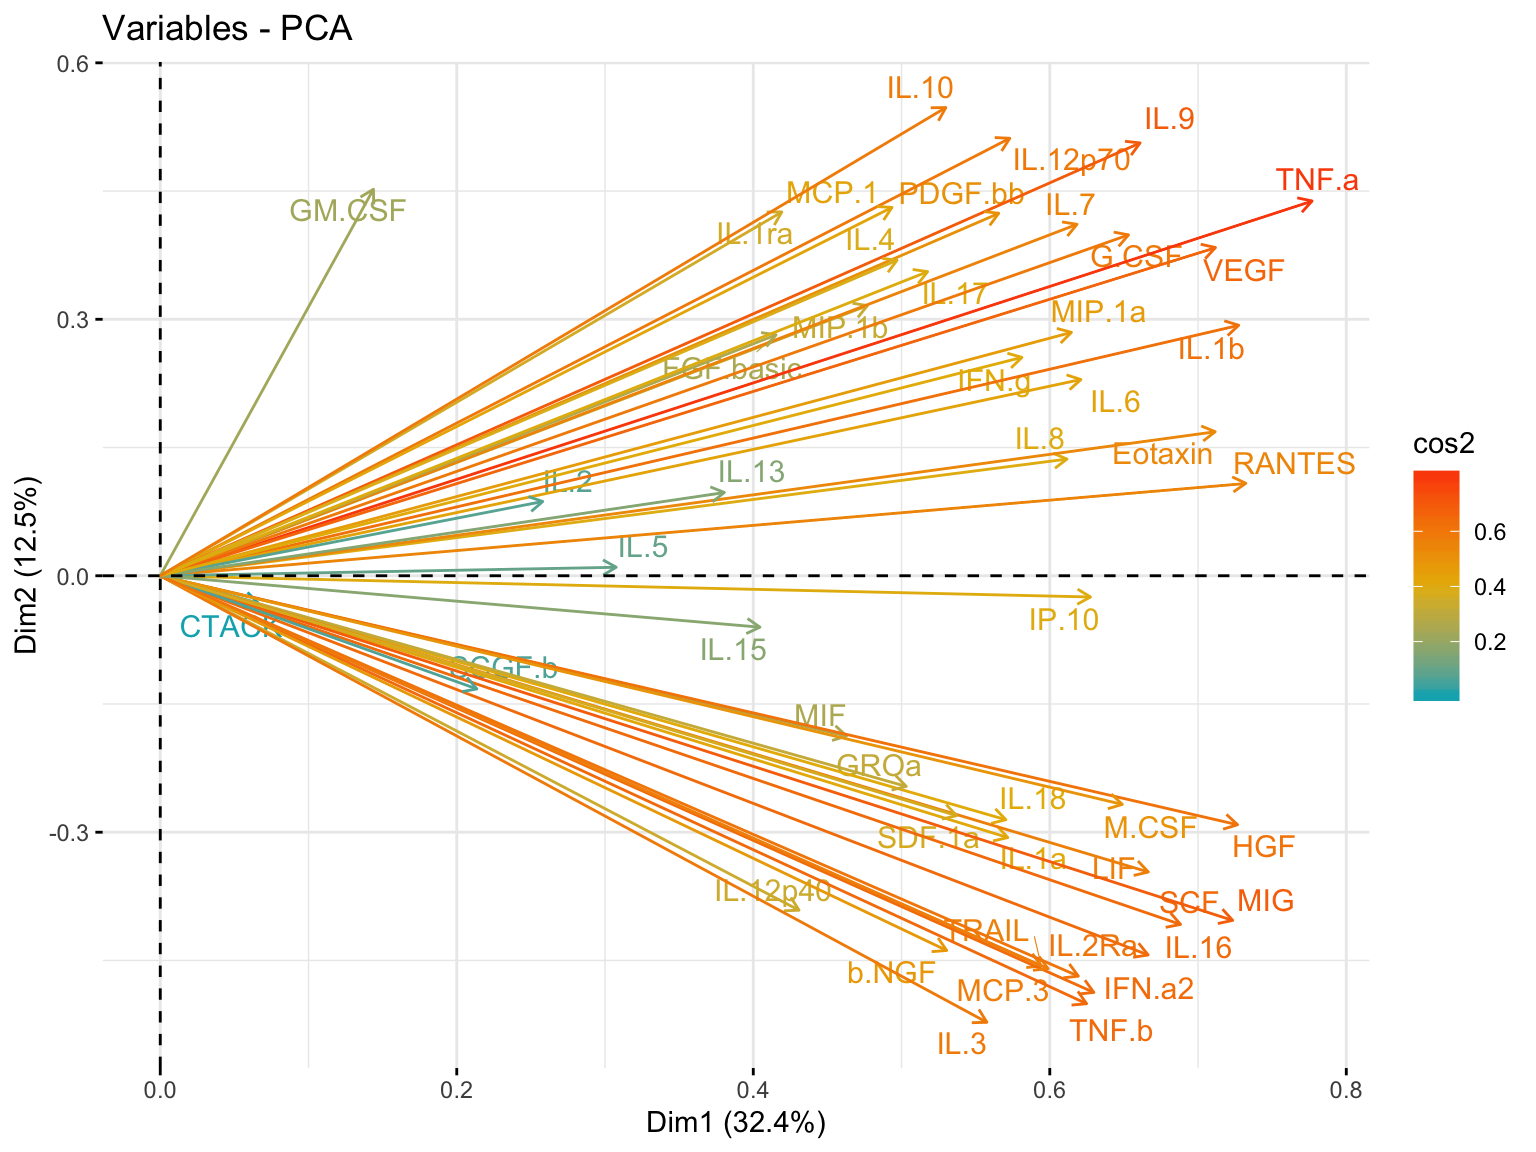 Variables - PCA
0.6
IL.10
IL.9
IL.12p70
TNF.a
MCP.1
PDGF.bb
GM.CSF
IL.7
IL.1ra
IL.4
G.CSF
VEGF
IL.17
MIP.1a
0.3
MIP.1b
IL.1b
FGF.basic
IFN.g
IL.6
IL.8
cos2
Eotaxin
RANTES
IL.13
IL.2
0.6
IL.5
Dim2 (12.5%)
0.0
0.4
IP.10
CTACK
0.2
IL.15
SCGF.b
MIF
GROa
IL.18
M.CSF
-0.3
SDF.1a
HGF
IL.1a
LIF
IL.12p40
SCF
MIG
TRAIL
IL.2Ra
IL.16
b.NGF
MCP.3
IFN.a2
TNF.b
IL.3
0.0
0.2
0.4
0.6
0.8
Dim1 (32.4%)